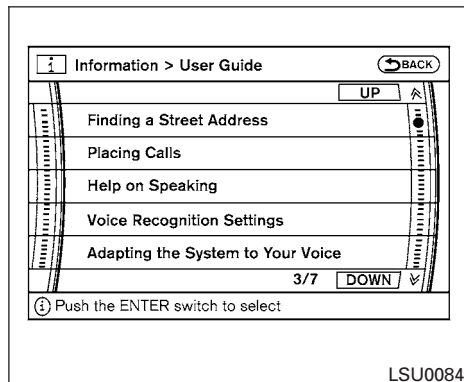 i Information > User Guide BACK
UP
Finding a Street Address
Placing Calls
Help on Speaking
Voice Recognition Settings
Adapting the System to Your Voice
3/7 DOWN
i Push the ENTER switch to select
LSU0084